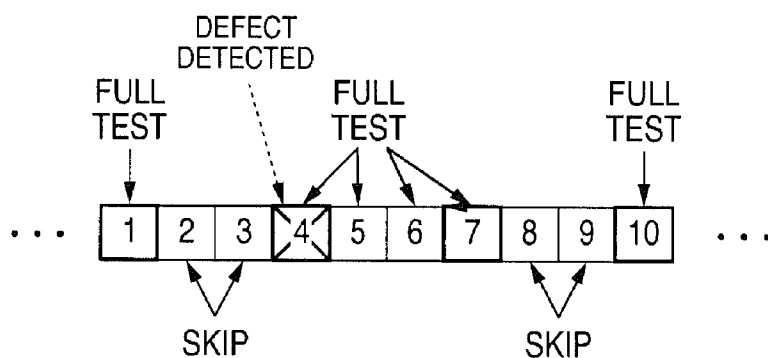 DEFECT
DETECTED
FULL
TEST
FULL
TEST
FULL
TEST
... 1 2 3 4 5 6 7 8 9 10 ...
SKIP
SKIP